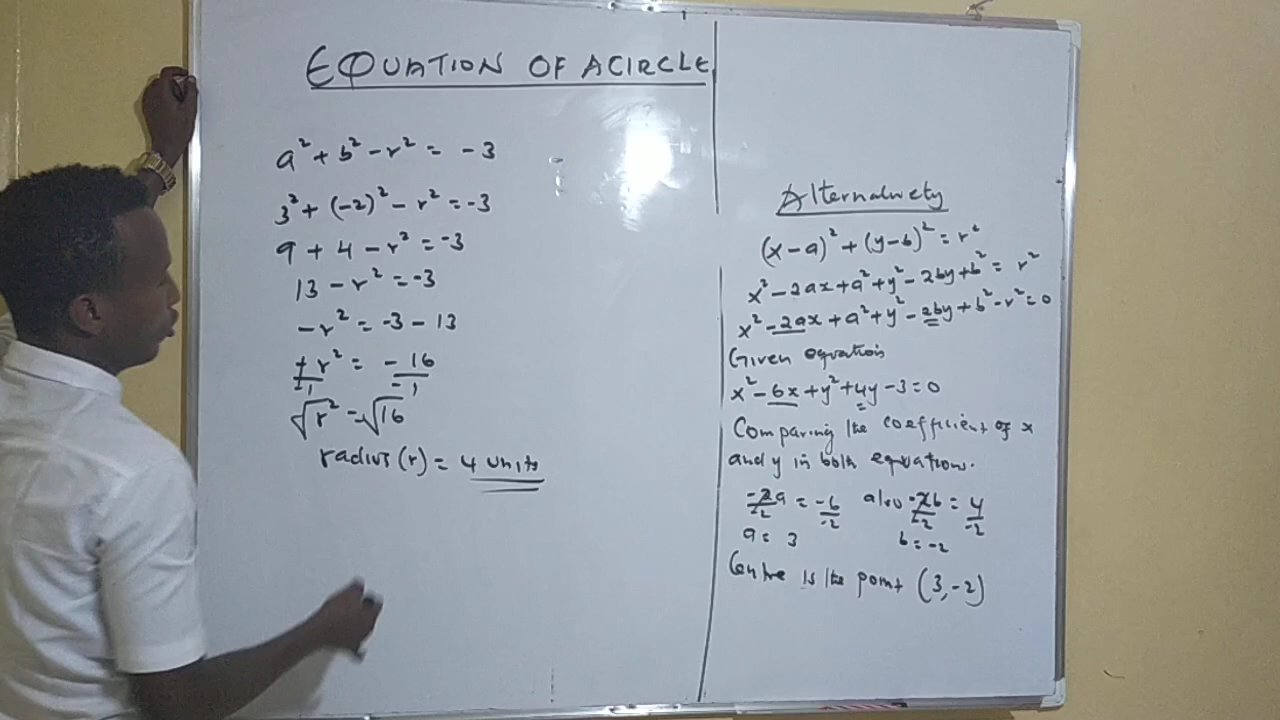 EQUATION OF A CIRCLE
a² + b² - r² = -3
3² + (-2)² - r² = -3
9 + 4 - r² = -3
13 - r² = -3
-r² = -3 - 13
-r²/-1 = -16/-1
√r² = √16
radius (r) = 4 units
Alternatively
(x-a)² + (y-b)² = r²
x² - 2ax + a² + y² - 2by + b² = r²
x² - 2ax + a² + y² - 2by + b² - r² = 0
Given equation
x² - 6x + y² + 4y - 3 = 0
Comparing the coefficient of x
and y in both equations.
-2a/-2 = -6/-2 also -2b/-2 = 4/-2
a = 3 b = -2
Centre is the point (3, -2)